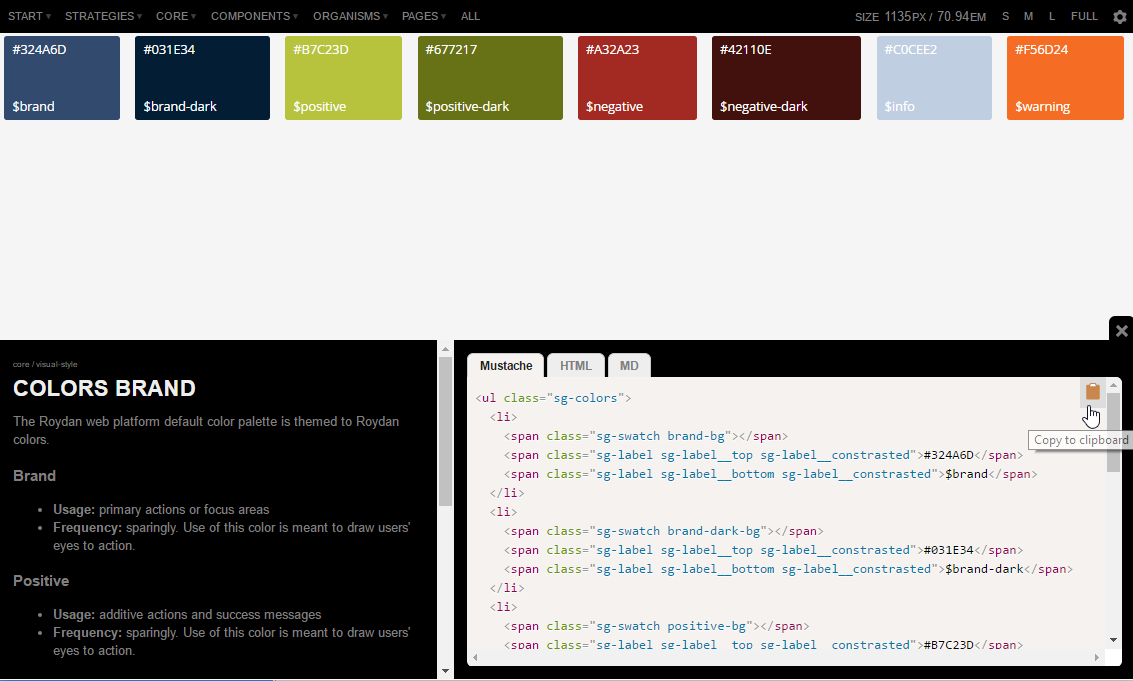 START STRATEGIES CORE COMPONENTS ORGANISMS PAGES ALL SIZE 1135PX / 70.94EM S M L FULL
#324A6D #031E34 #B7C23D #677217 #A32A23 #42110E #C0CEE2 #F56D24
$brand $brand-dark $positive $positive-dark $negative $negative-dark $info $warning
core / visual-style
COLORS BRAND
The Roydan web platform default color palette is themed to Roydan
colors.
Brand
• Usage: primary actions or focus areas
• Frequency: sparingly. Use of this color is meant to draw users'
eyes to action.
Positive
• Usage: additive actions and success messages
• Frequency: sparingly. Use of this color is meant to draw users'
eyes to action.
Mustache HTML MD
<ul class="sg-colors">
<li>
<span class="sg-swatch brand-bg"></span>
<span class="sg-label sg-label__top sg-label__constrasted">#324A6D</span>
<span class="sg-label sg-label__bottom sg-label__constrasted">$brand</span>
</li>
<li>
<span class="sg-swatch brand-dark-bg"></span>
<span class="sg-label sg-label__top sg-label__constrasted">#031E34</span>
<span class="sg-label sg-label__bottom sg-label__constrasted">$brand-dark</span>
</li>
<li>
<span class="sg-swatch positive-bg"></span>
<span class="sg-label sg-label__top sg-label__constrasted">#B7C23D</span>
Copy to clipboard